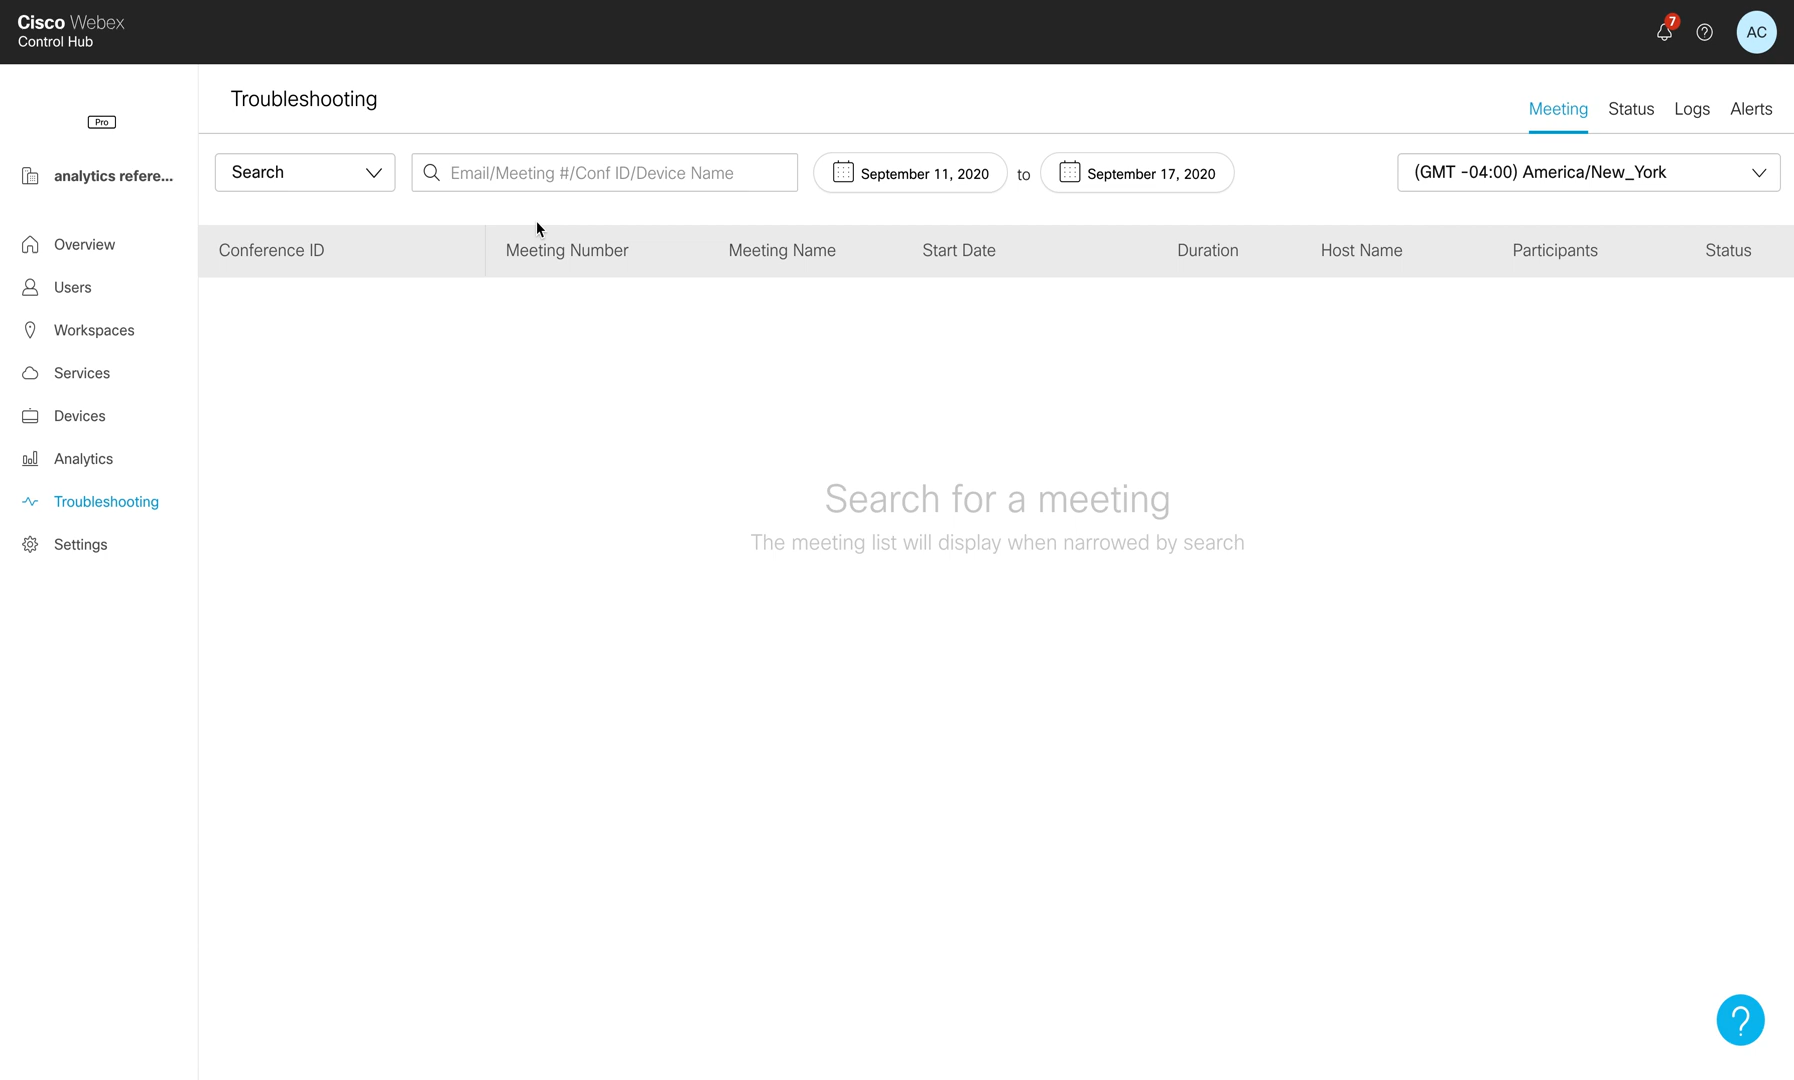 Cisco Webex
Control Hub
7
AC
Pro
analytics refere...
Overview
Users
Workspaces
Services
Devices
Analytics
Troubleshooting
Settings
Troubleshooting
Meeting Status Logs Alerts
Search
Email/Meeting #/Conf ID/Device Name
September 11, 2020 to September 17, 2020
(GMT -04:00) America/New_York
Conference ID Meeting Number Meeting Name Start Date Duration Host Name Participants Status
Search for a meeting
The meeting list will display when narrowed by search
?